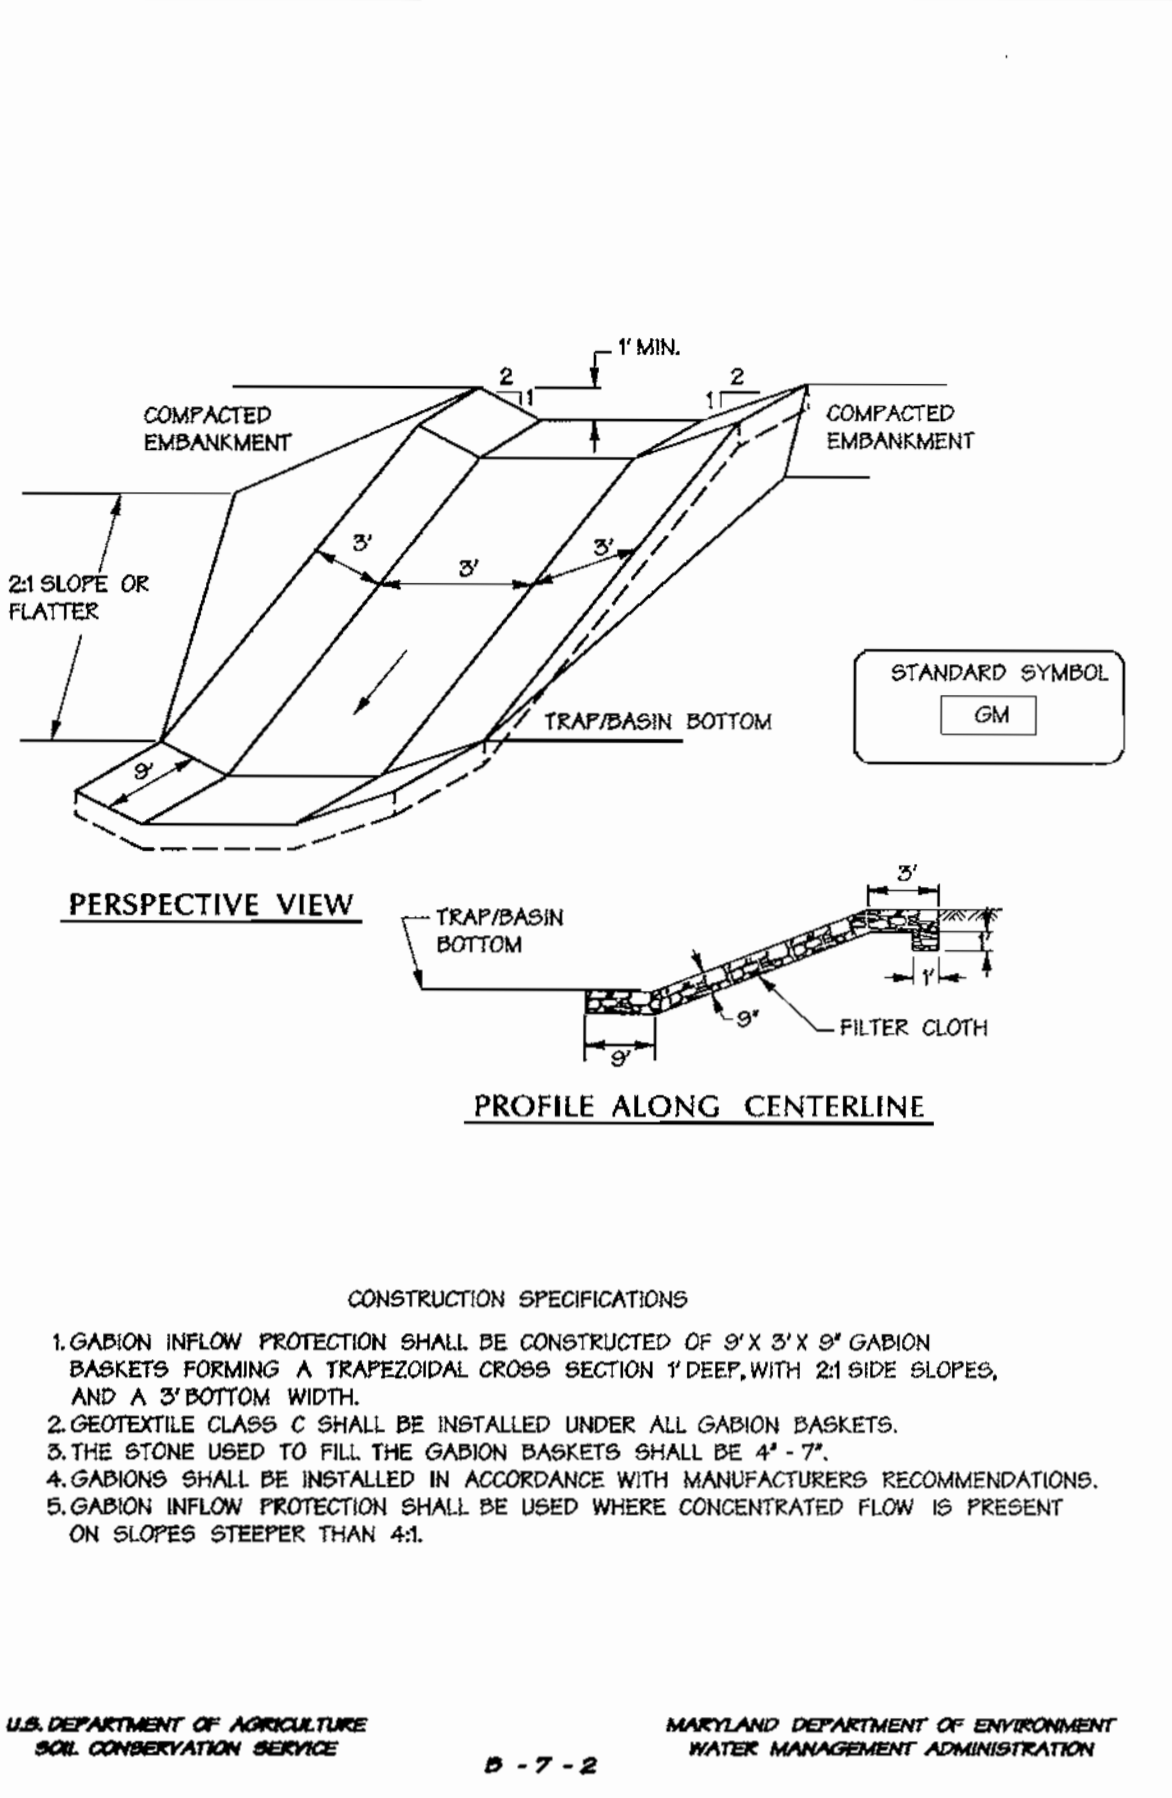 1' MIN.
2
1
2
1
COMPACTED
EMBANKMENT
COMPACTED
EMBANKMENT
3'
3'
3'
2:1 SLOPE OR
FLATTER
STANDARD SYMBOL
GM
TRAP/BASIN BOTTOM
9'
PERSPECTIVE VIEW
3'
TRAP/BASIN
BOTTOM
1'
1'
9"
FILTER CLOTH
9'
PROFILE ALONG CENTERLINE
CONSTRUCTION SPECIFICATIONS
1. GABION INFLOW PROTECTION SHALL BE CONSTRUCTED OF 9' X 3' X 9" GABION
BASKETS FORMING A TRAPEZOIDAL CROSS SECTION 1' DEEP, WITH 2:1 SIDE SLOPES,
AND A 3' BOTTOM WIDTH.
2. GEOTEXTILE CLASS C SHALL BE INSTALLED UNDER ALL GABION BASKETS.
3. THE STONE USED TO FILL THE GABION BASKETS SHALL BE 4" - 7".
4. GABIONS SHALL BE INSTALLED IN ACCORDANCE WITH MANUFACTURERS RECOMMENDATIONS.
5. GABION INFLOW PROTECTION SHALL BE USED WHERE CONCENTRATED FLOW IS PRESENT
ON SLOPES STEEPER THAN 4:1.
U.S. DEPARTMENT OF AGRICULTURE
SOIL CONSERVATION SERVICE
B - 7 - 2
MARYLAND DEPARTMENT OF ENVIRONMENT
WATER MANAGEMENT ADMINISTRATION